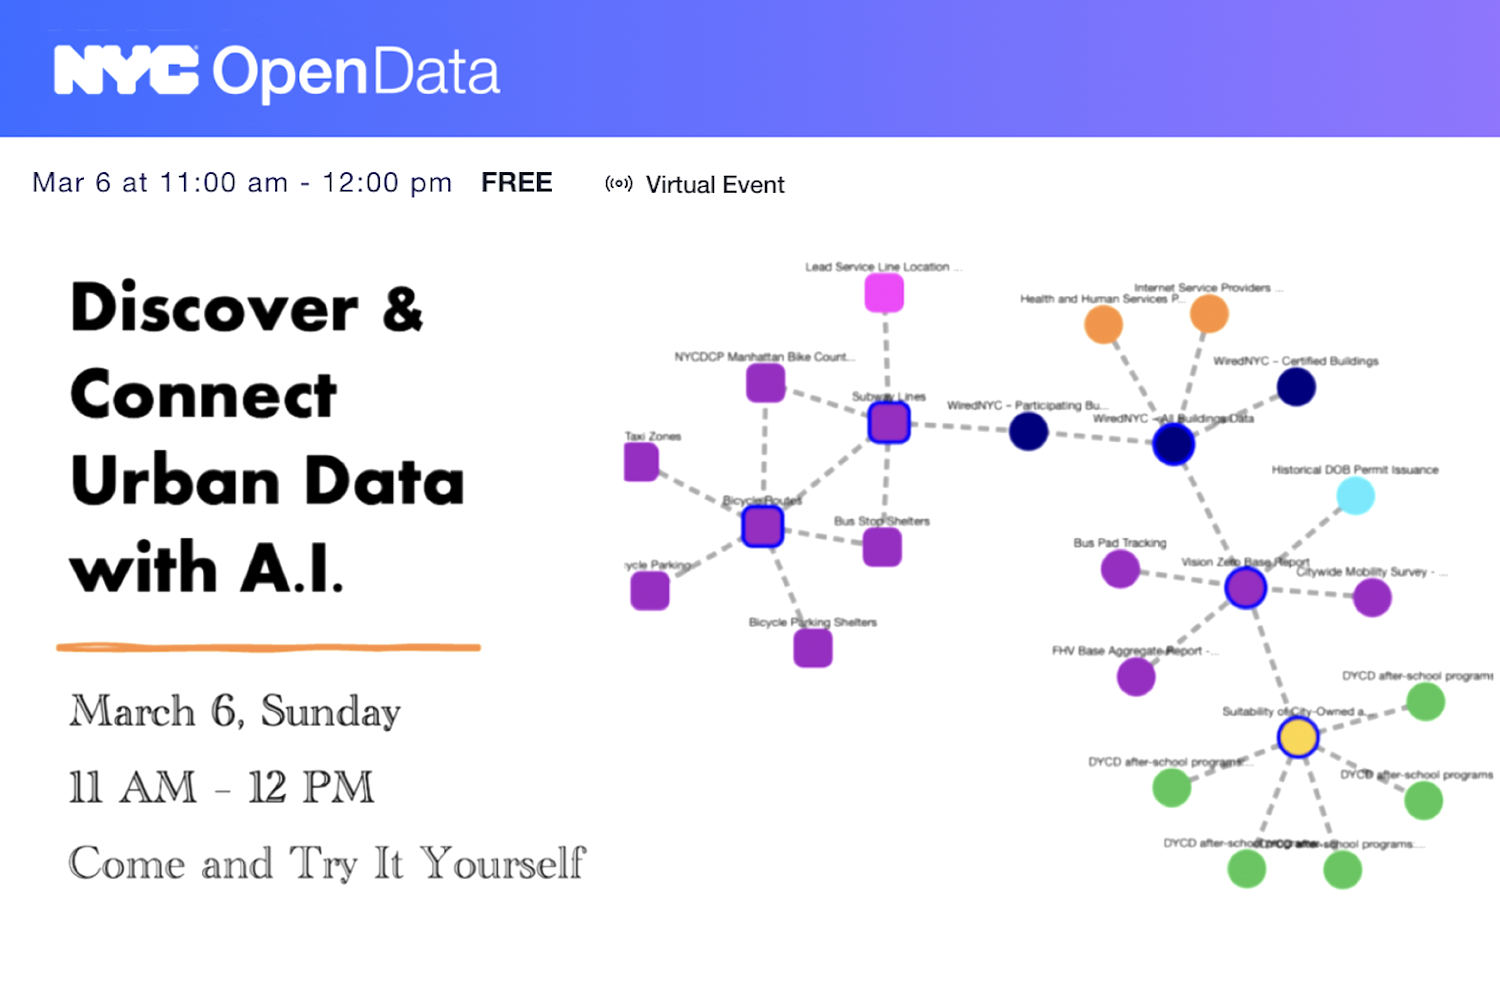 NYC OpenData
Mar 6 at 11:00 am - 12:00 pm FREE Virtual Event
Discover &
Connect
Urban Data
with A.I.
March 6, Sunday
11 AM - 12 PM
Come and Try It Yourself
Lead Service Line Location ...
Internet Service Providers ...
Health and Human Services P...
NYCDCP Manhattan Bike Count...
WiredNYC - Certified Buildings
Subway Lines
WiredNYC - Participating Bu...
WiredNYC - All Buildings Data
Taxi Zones
Historical DOB Permit Issuance
Bicycle Routes
Bus Stop Shelters
Bus Pad Tracking
Vision Zero Base Report
ycle Parking
Citywide Mobility Survey - ...
Bicycle Parking Shelters
FHV Base Aggregate Report -...
DYCD after-school programs
Suitability of City-Owned a...
DYCD after-school programs:...
DYCD after-school programs
DYCD after-school
after-school programs:...